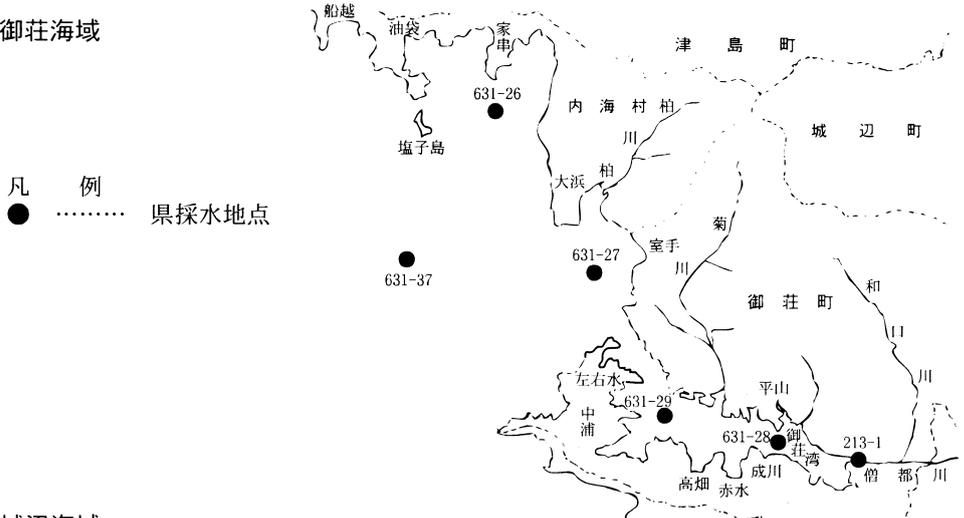 御荘海域
船越
油袋
家串
津島町
631-26
内海村
柏川
城辺町
塩子島
凡例
大浜
柏
県採水地点
菊川
室手
631-27
631-37
御荘町
和口川
左右水
平山
631-29
中浦
631-28
御荘湾
213-1
成川
僧都川
高畑
赤水